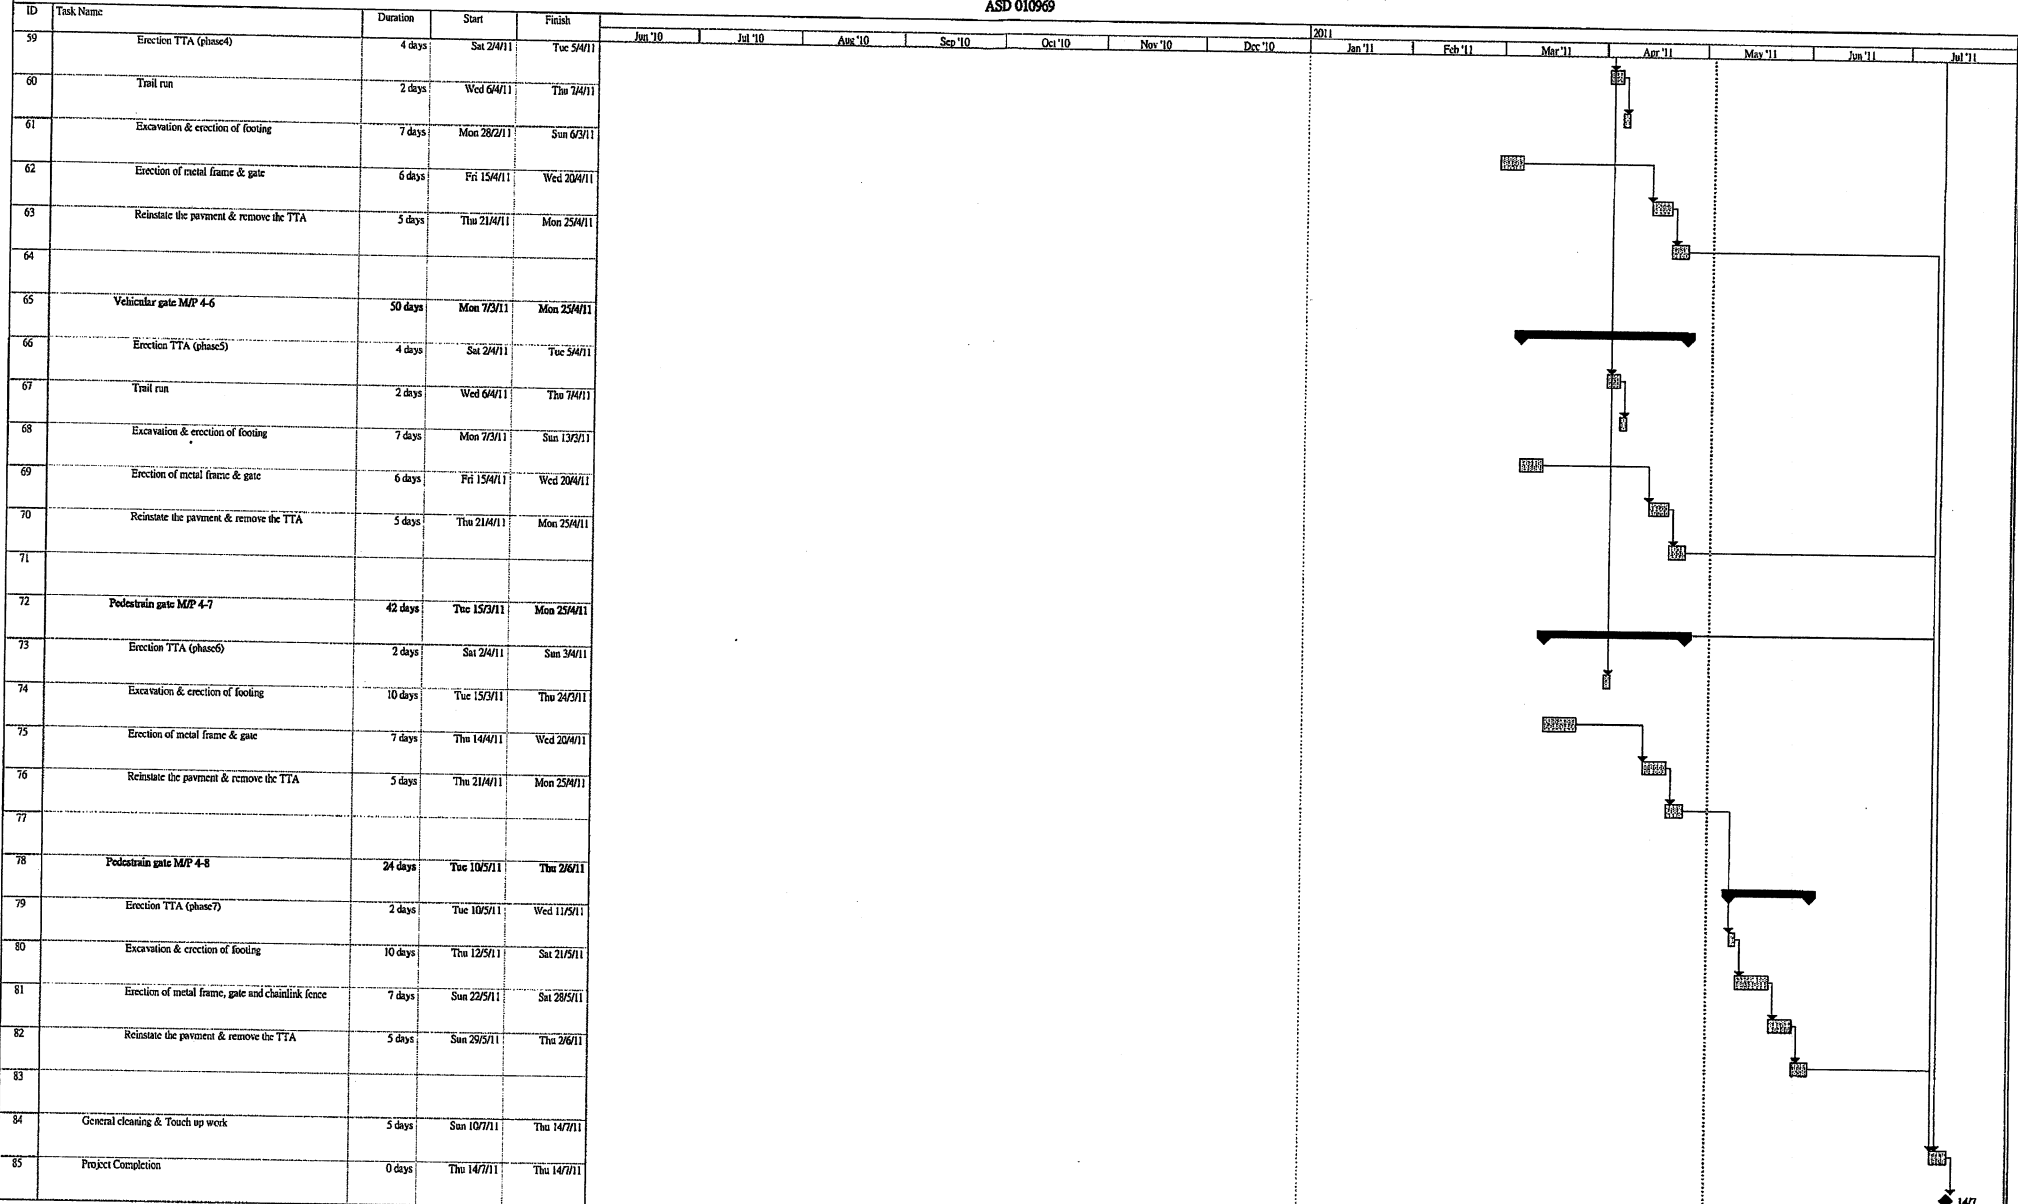 ASD 010969
ID Task Name Duration Start Finish
2011
Jun '10 Jul '10 Aug '10 Sep '10 Oct '10 Nov '10 Dec '10 Jan '11 Feb '11 Mar '11 Apr '11 May '11 Jun '11 Jul '11
59 Erection TTA (phase4) 4 days Sat 2/4/11 Tue 5/4/11
60 Trail run 2 days Wed 6/4/11 Thu 7/4/11
61 Excavation & erection of footing 7 days Mon 28/2/11 Sun 6/3/11
62 Erection of metal frame & gate 6 days Fri 15/4/11 Wed 20/4/11
63 Reinstate the pavment & remove the TTA 5 days Thu 21/4/11 Mon 25/4/11
64
65 Vehicular gate M/P 4-6 50 days Mon 7/3/11 Mon 25/4/11
66 Erection TTA (phase5) 4 days Sat 2/4/11 Tue 5/4/11
67 Trail run 2 days Wed 6/4/11 Thu 7/4/11
68 Excavation & erection of footing 7 days Mon 7/3/11 Sun 13/3/11
69 Erection of metal frame & gate 6 days Fri 15/4/11 Wed 20/4/11
70 Reinstate the pavment & remove the TTA 5 days Thu 21/4/11 Mon 25/4/11
71
72 Pedestrain gate M/P 4-7 42 days Tue 15/3/11 Mon 25/4/11
73 Erection TTA (phase6) 2 days Sat 2/4/11 Sun 3/4/11
74 Excavation & erection of footing 10 days Tue 15/3/11 Thu 24/3/11
75 Erection of metal frame & gate 7 days Thu 14/4/11 Wed 20/4/11
76 Reinstate the pavment & remove the TTA 5 days Thu 21/4/11 Mon 25/4/11
77
78 Pedestrain gate M/P 4-8 24 days Tue 10/5/11 Thu 2/6/11
79 Erection TTA (phase7) 2 days Tue 10/5/11 Wed 11/5/11
80 Excavation & erection of footing 10 days Thu 12/5/11 Sat 21/5/11
81 Erection of metal frame, gate and chainlink fence 7 days Sun 22/5/11 Sat 28/5/11
82 Reinstate the pavment & remove the TTA 5 days Sun 29/5/11 Thu 2/6/11
83
84 General cleaning & Touch up work 5 days Sun 10/7/11 Thu 14/7/11
85 Project Completion 0 days Thu 14/7/11 Thu 14/7/11
14/7